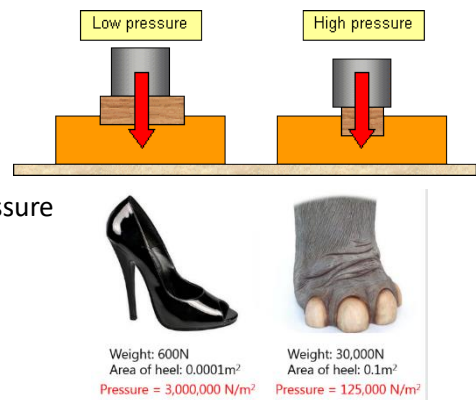 Low pressure
High pressure
ssure
Weight: 600N
Area of heel: 0.0001m²
Pressure = 3,000,000 N/m²
Weight: 30,000N
Area of heel: 0.1m²
Pressure = 125,000 N/m²